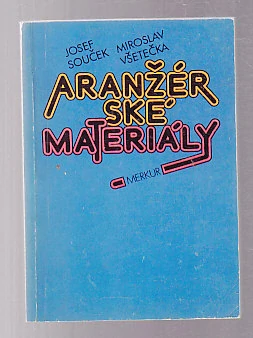 JOSEF MIROSLAV
SOUČEK VŠETEČKA
ARANŽÉR
SKÉ
MATERIÁLY
MERKUR